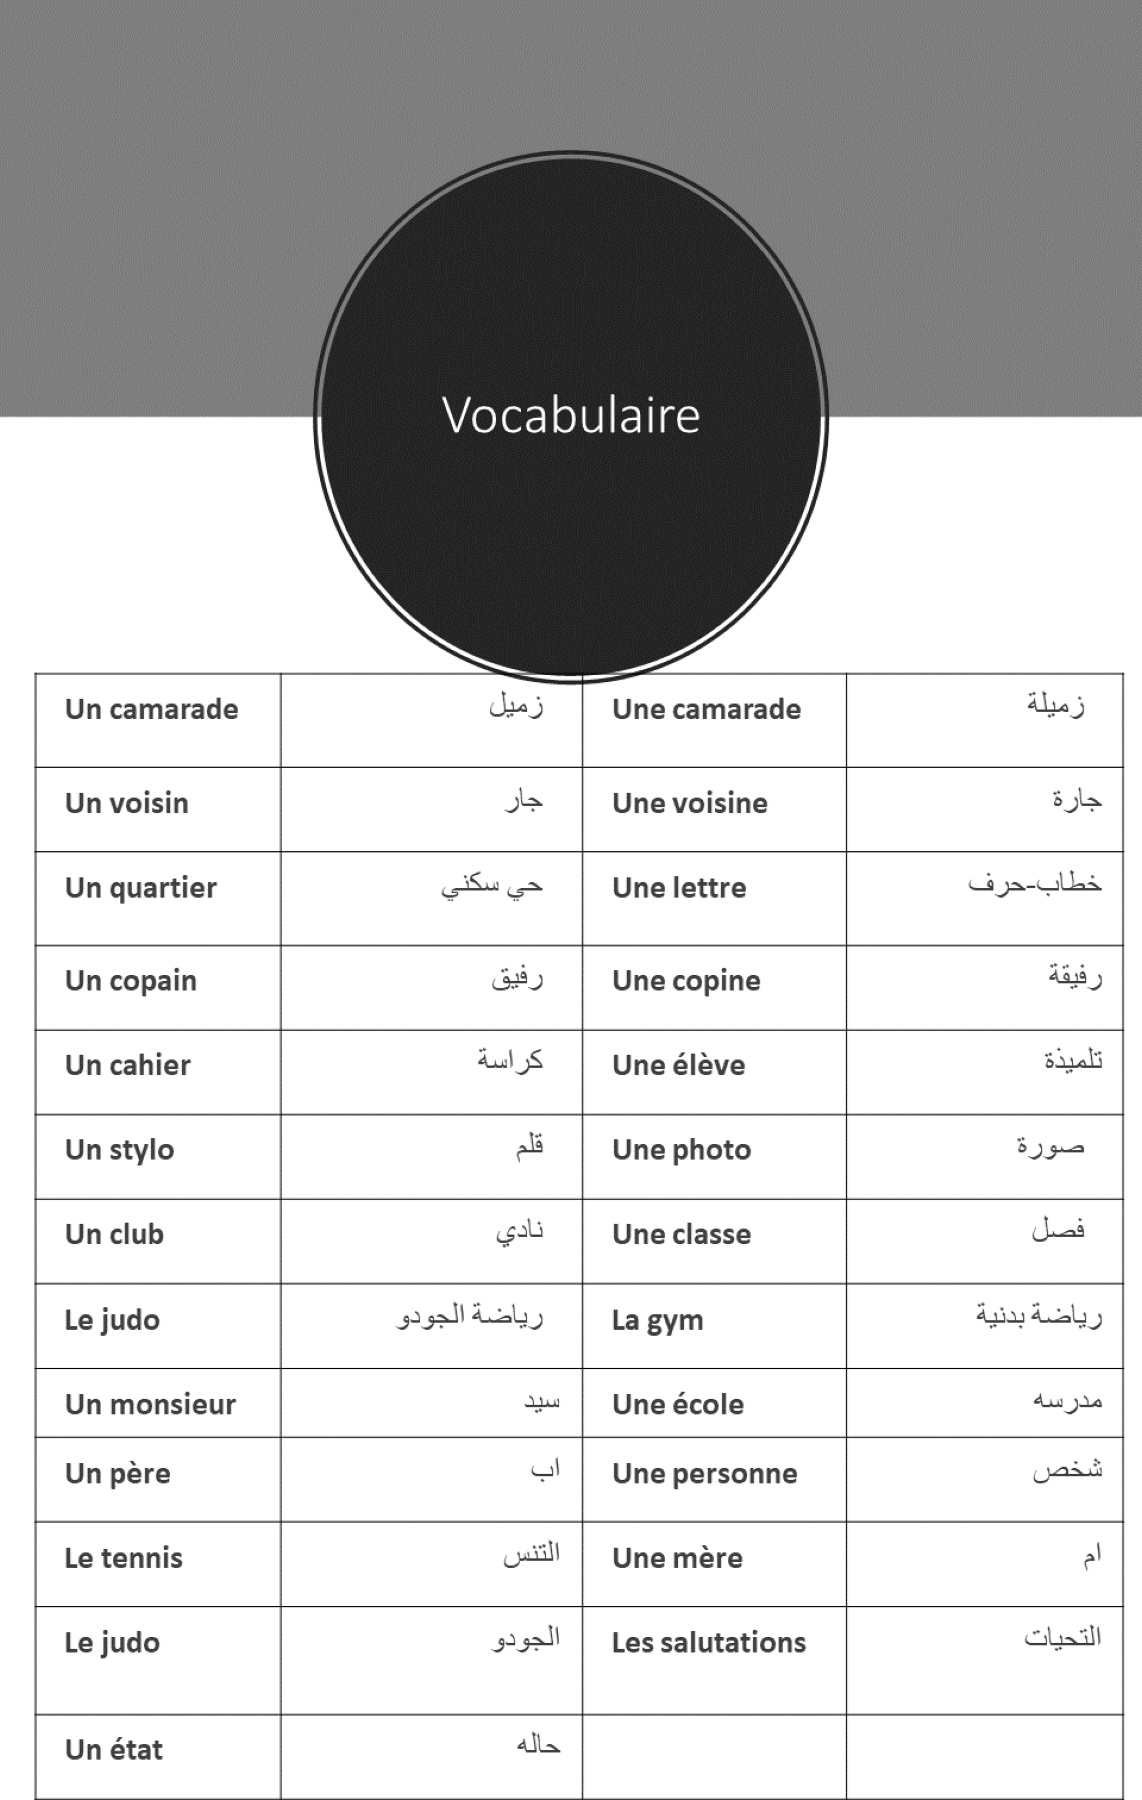 Vocabulaire
Un camarade زميل Une camarade زميلة
Un voisin جار Une voisine جارة
Un quartier حي سكني Une lettre خطاب-حرف
Un copain رفيق Une copine رفيقة
Un cahier كراسة Une élève تلميذة
Un stylo قلم Une photo صورة
Un club نادي Une classe فصل
Le judo رياضة الجودو La gym رياضة بدنية
Un monsieur سيد Une école مدرسه
Un père اب Une personne شخص
Le tennis التنس Une mère ام
Le judo الجودو Les salutations التحيات
Un état حاله